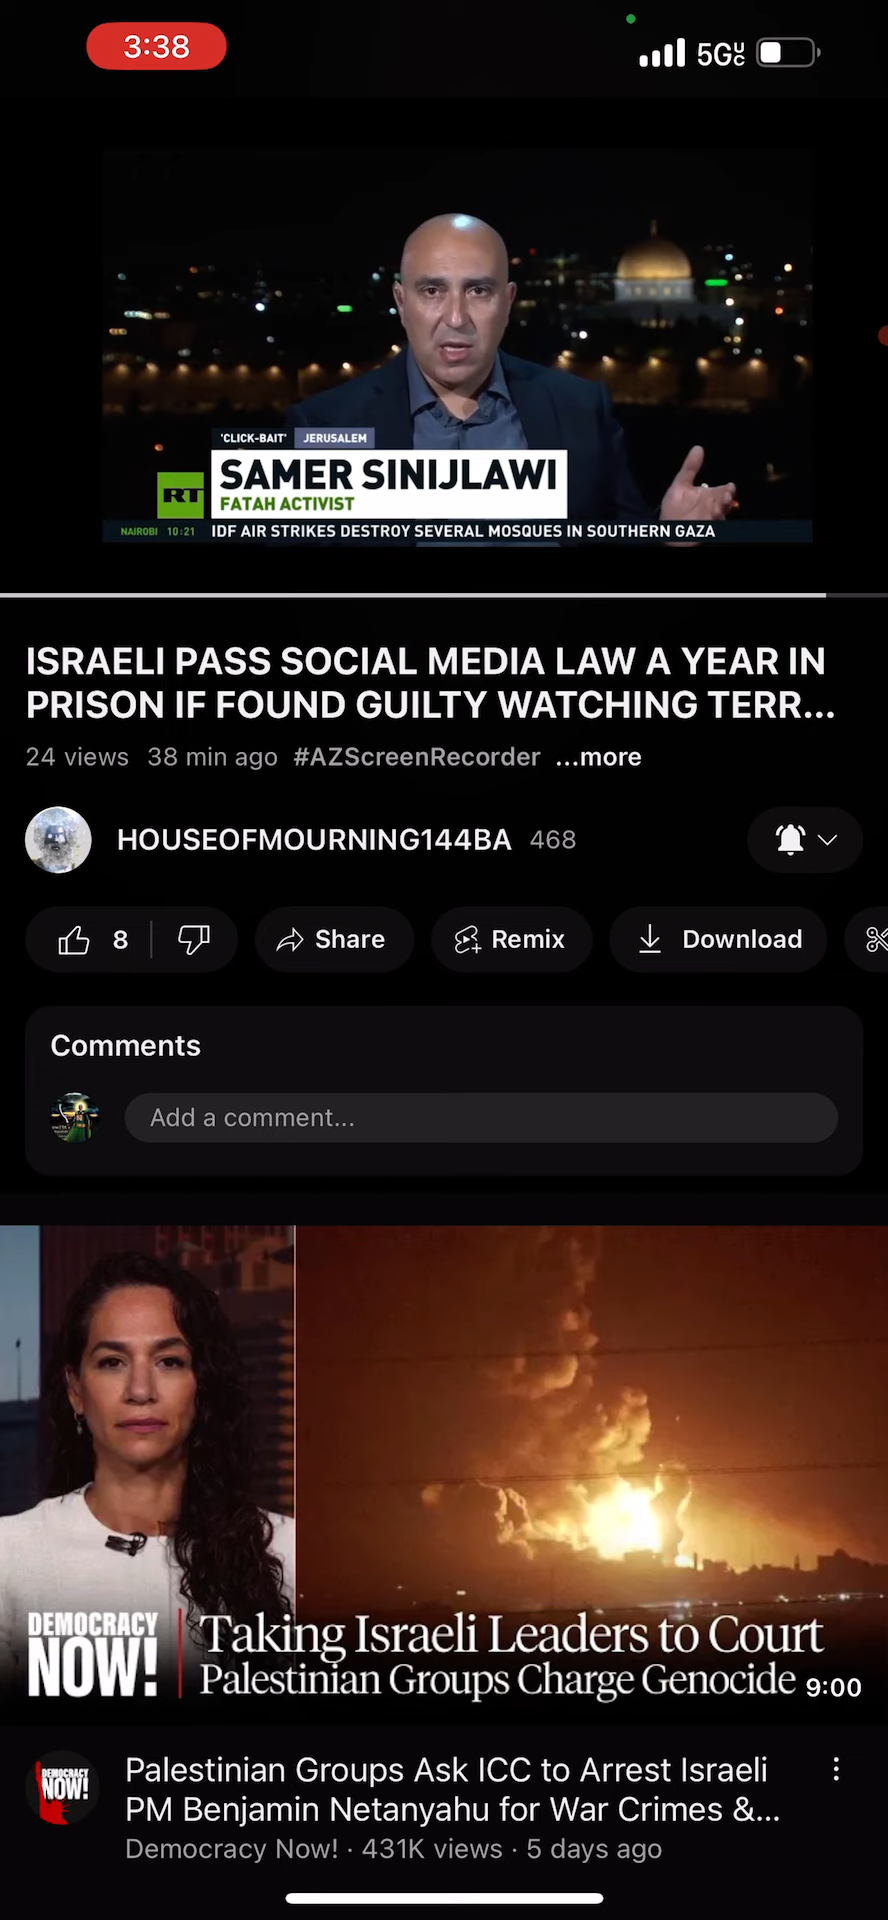 3:38
5GUC
'CLICK-BAIT' JERUSALEM
SAMER SINIJLAWI
RT FATAH ACTIVIST
NAIROBI 10:21 IDF AIR STRIKES DESTROY SEVERAL MOSQUES IN SOUTHERN GAZA
ISRAELI PASS SOCIAL MEDIA LAW A YEAR IN
PRISON IF FOUND GUILTY WATCHING TERR...
24 views 38 min ago #AZScreenRecorder ...more
HOUSEOFMOURNING144BA 468
8 Share Remix Download
Comments
Add a comment...
DEMOCRACY
NOW!
Taking Israeli Leaders to Court
Palestinian Groups Charge Genocide 9:00
DEMOCRACY
NOW!
Palestinian Groups Ask ICC to Arrest Israeli
PM Benjamin Netanyahu for War Crimes &...
Democracy Now! · 431K views · 5 days ago